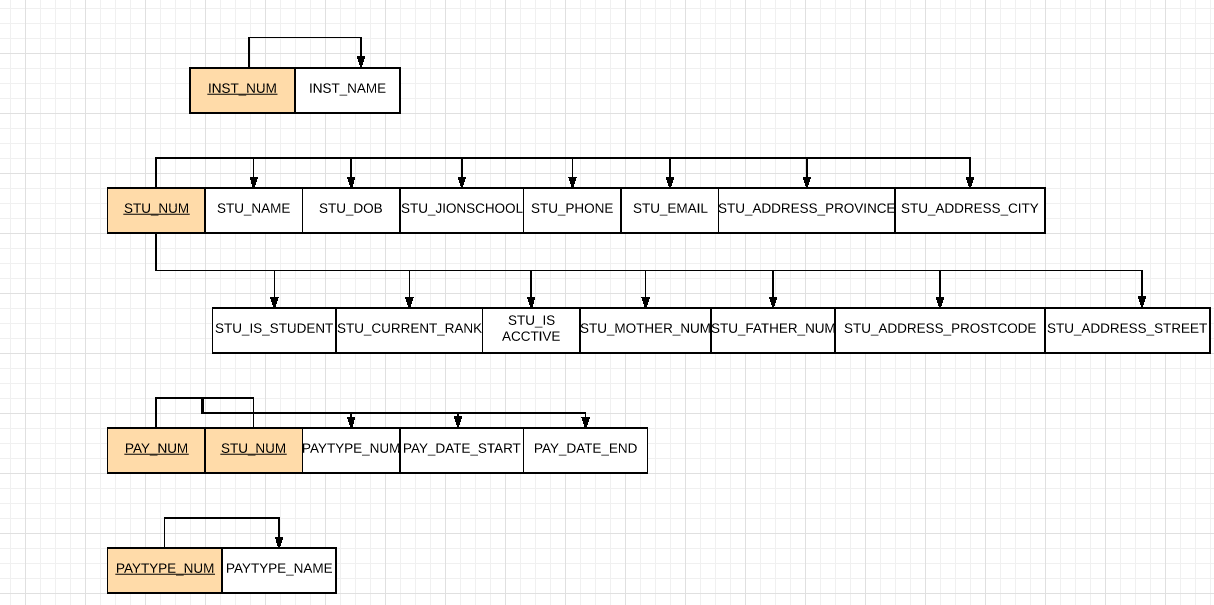 INST_NUM INST_NAME
STU_NUM STU_NAME STU_DOB STU_JIONSCHOOL STU_PHONE STU_EMAIL STU_ADDRESS_PROVINCE STU_ADDRESS_CITY
STU_IS_STUDENT STU_CURRENT_RANK STU_IS ACCTIVE STU_MOTHER_NUM STU_FATHER_NUM STU_ADDRESS_PROSTCODE STU_ADDRESS_STREET
PAY_NUM STU_NUM PAYTYPE_NUM PAY_DATE_START PAY_DATE_END
PAYTYPE_NUM PAYTYPE_NAME